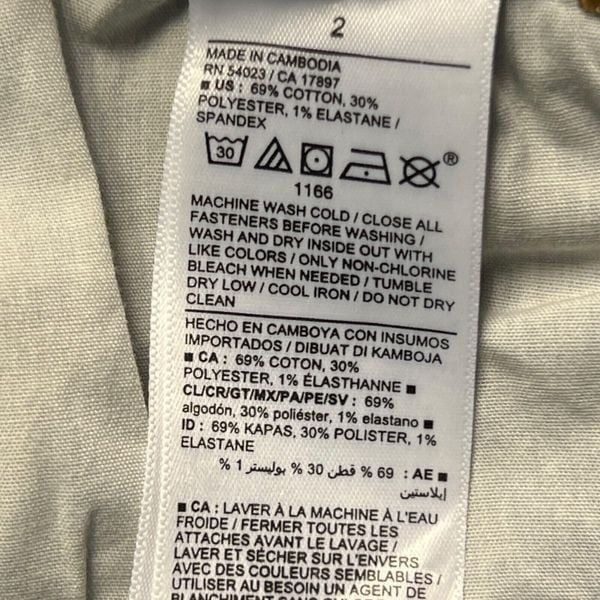 2
MADE IN CAMBODIA
RN 54023 / CA 17897
■ US : 69% COTTON, 30%
POLYESTER, 1% ELASTANE /
SPANDEX
30
®
1166
MACHINE WASH COLD / CLOSE ALL
FASTENERS BEFORE WASHING /
WASH AND DRY INSIDE OUT WITH
LIKE COLORS / ONLY NON-CHLORINE
BLEACH WHEN NEEDED / TUMBLE
DRY LOW / COOL IRON / DO NOT DRY
CLEAN
HECHO EN CAMBOYA CON INSUMOS
IMPORTADOS / DIBUAT DI KAMBOJA
■ CA : 69% COTON, 30%
POLYESTER, 1% ÉLASTHANNE ■
CL/CR/GT/MX/PA/PE/SV : 69%
algodón, 30% poliéster, 1% elastano ■
ID : 69% KAPAS, 30% POLISTER, 1%
ELASTANE
■ AE : 69 % قطن 30 % بوليستر 1 %
إيلاستين
■ CA : LAVER À LA MACHINE À L'EAU
FROIDE / FERMER TOUTES LES
ATTACHES AVANT LE LAVAGE /
LAVER ET SÉCHER SUR L'ENVERS
AVEC DES COULEURS SEMBLABLES /
UTILISER AU BESOIN UN AGENT DE
BLANCHIMENT SANS CHLORE